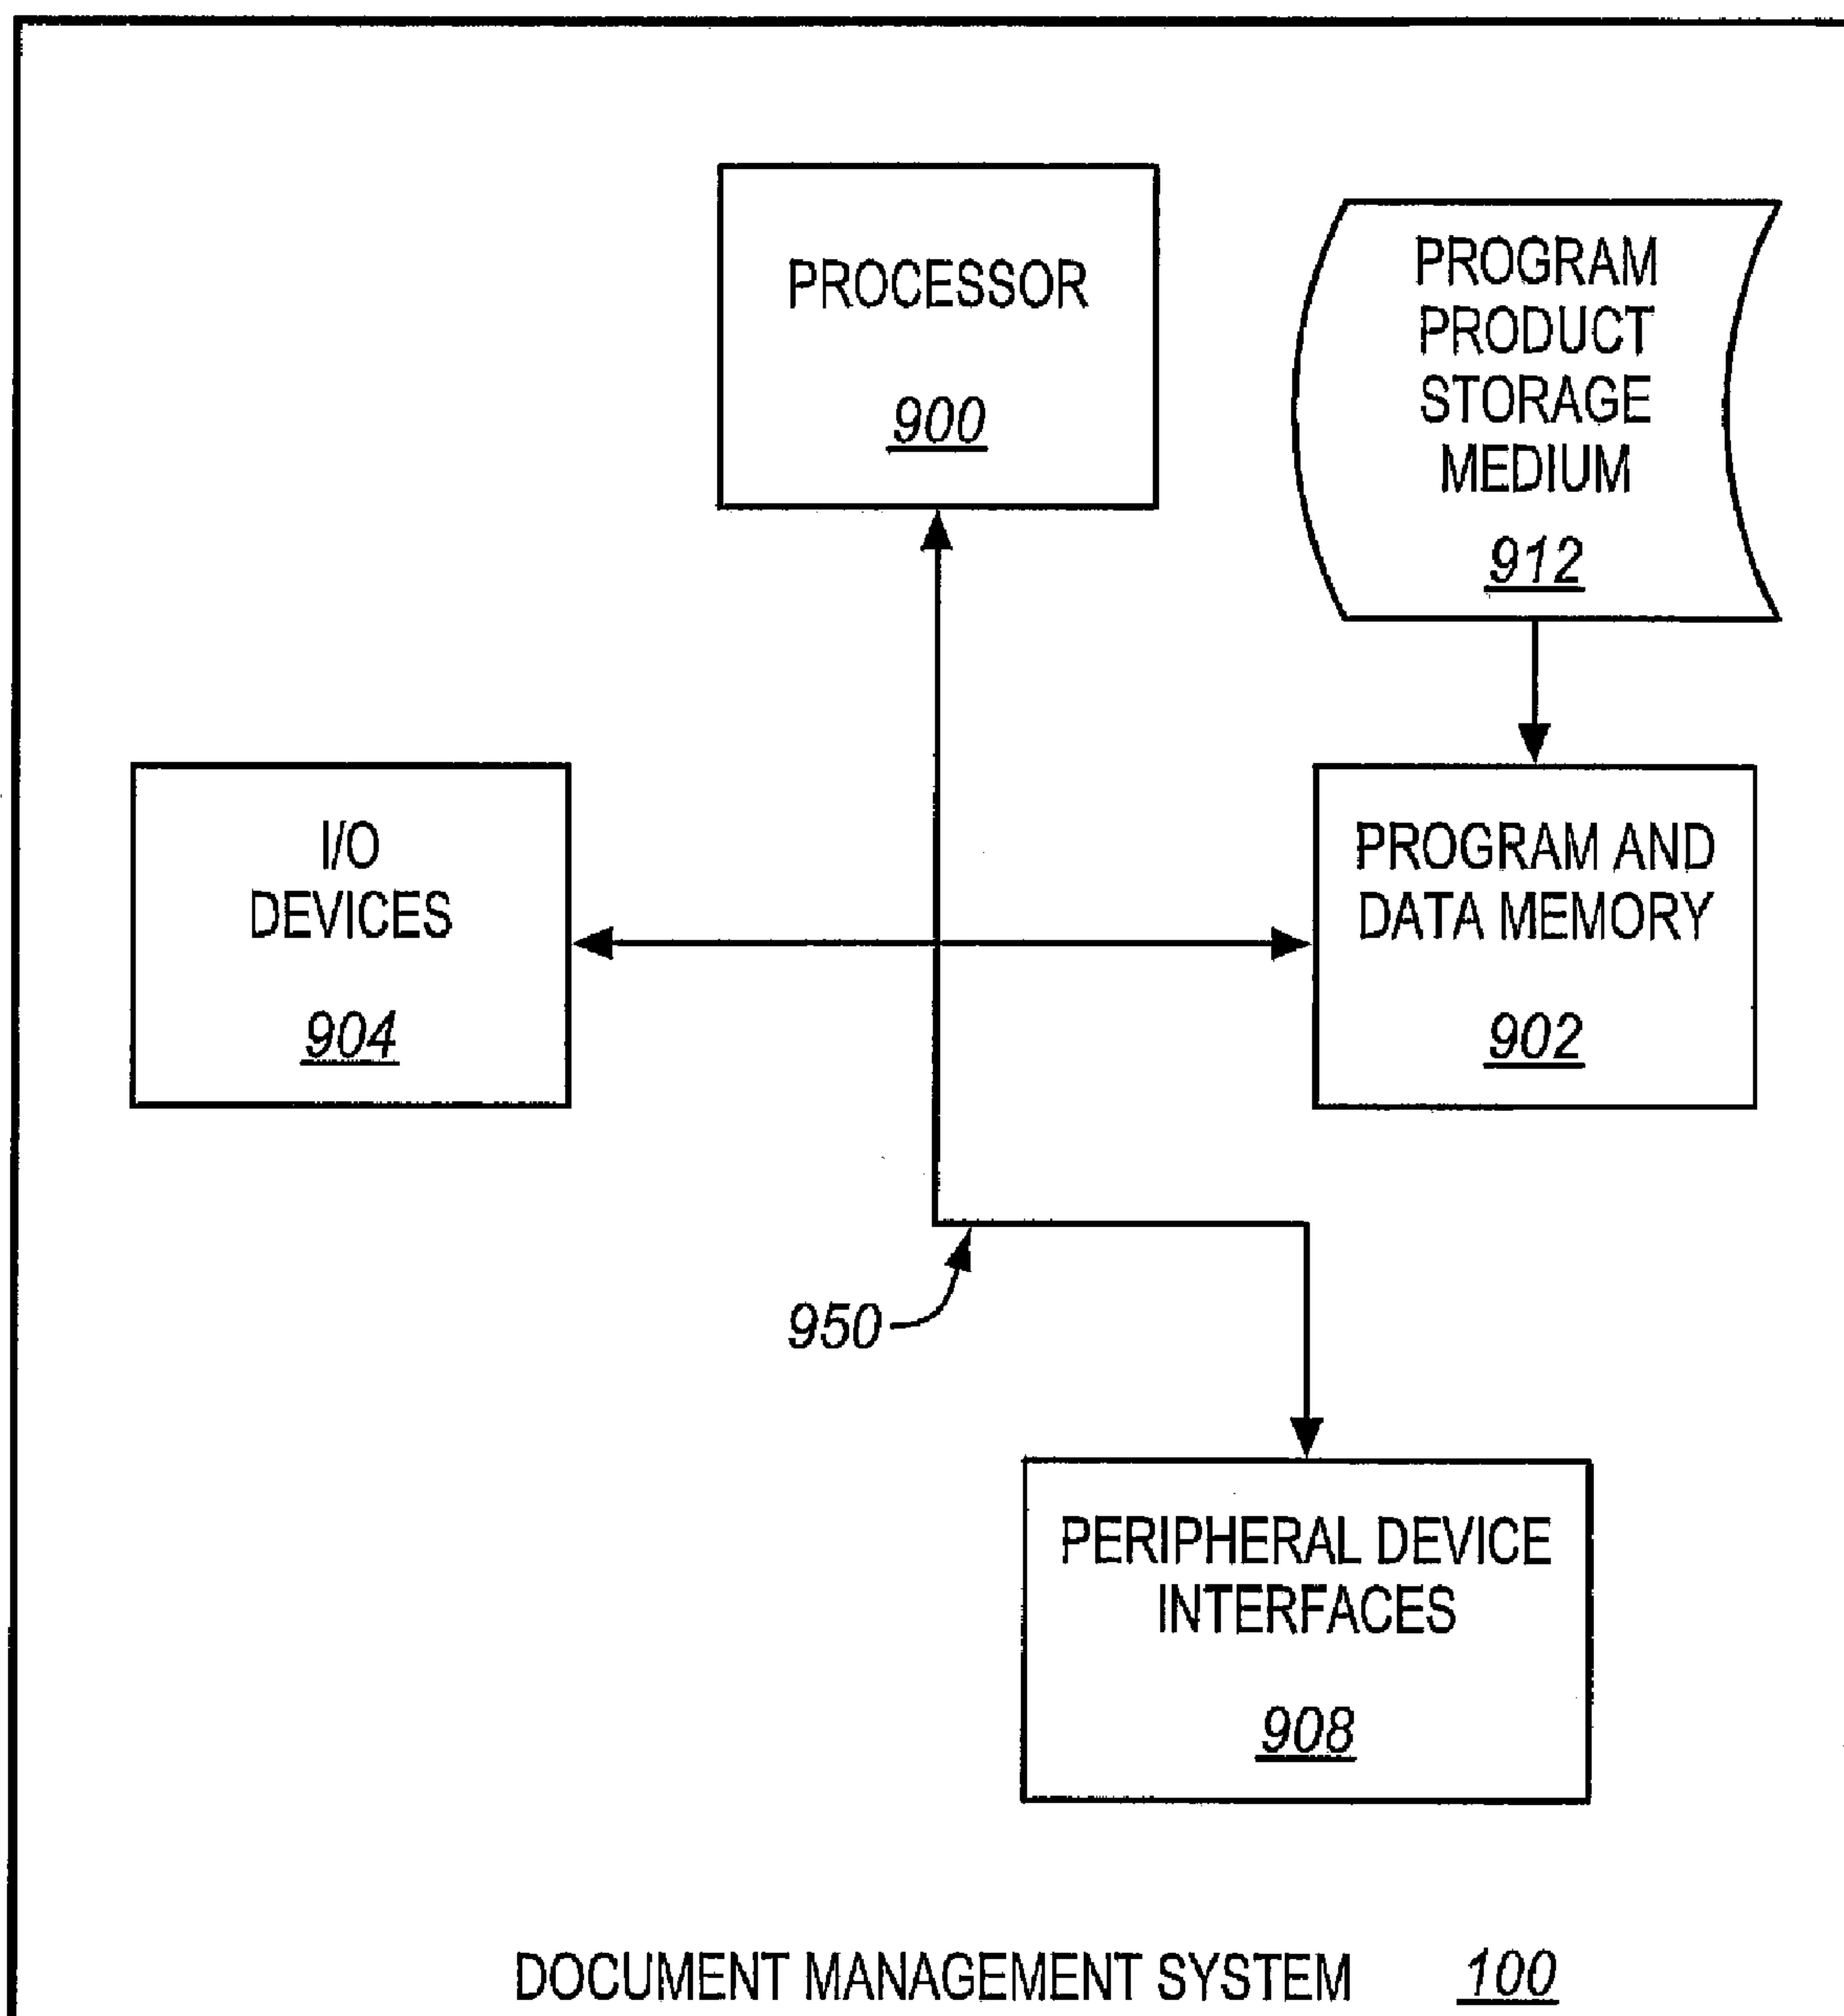 PROCESSOR
900
PROGRAM
PRODUCT
STORAGE
MEDIUM
912
I/O
DEVICES
904
PROGRAM AND
DATA MEMORY
902
950
PERIPHERAL DEVICE
INTERFACES
908
DOCUMENT MANAGEMENT SYSTEM 100